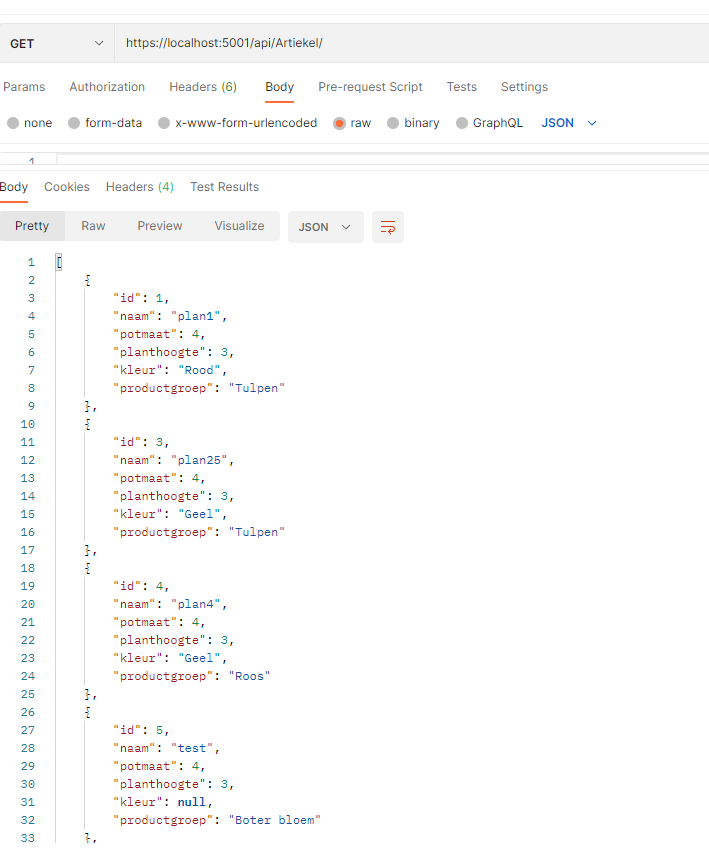 GET https://localhost:5001/api/Artiekel/
Params Authorization Headers (6) Body Pre-request Script Tests Settings
none form-data x-www-form-urlencoded raw binary GraphQL JSON
1
Body Cookies Headers (4) Test Results
Pretty Raw Preview Visualize JSON
1 [
2 {
3 "id": 1,
4 "naam": "plan1",
5 "potmaat": 4,
6 "planthoogte": 3,
7 "kleur": "Rood",
8 "productgroep": "Tulpen"
9 },
10 {
11 "id": 3,
12 "naam": "plan25",
13 "potmaat": 4,
14 "planthoogte": 3,
15 "kleur": "Geel",
16 "productgroep": "Tulpen"
17 },
18 {
19 "id": 4,
20 "naam": "plan4",
21 "potmaat": 4,
22 "planthoogte": 3,
23 "kleur": "Geel",
24 "productgroep": "Roos"
25 },
26 {
27 "id": 5,
28 "naam": "test",
29 "potmaat": 4,
30 "planthoogte": 3,
31 "kleur": null,
32 "productgroep": "Boter bloem"
33 },